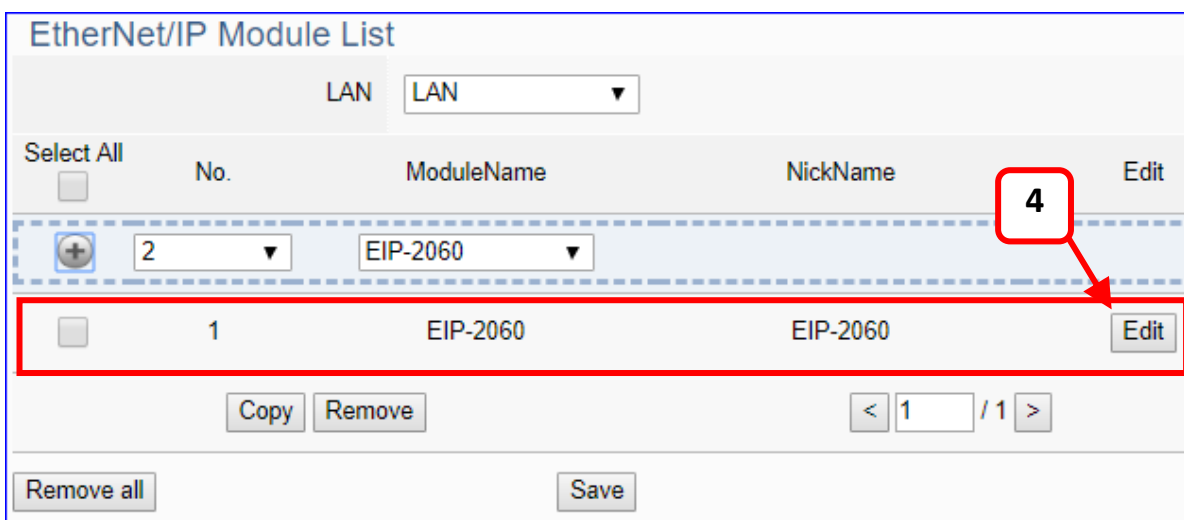 EtherNet/IP Module List
LAN LAN ▼
Select All No. ModuleName NickName Edit
4
2 ▼ EIP-2060 ▼
1 EIP-2060 EIP-2060 Edit
Copy Remove < 1 / 1 >
Remove all Save